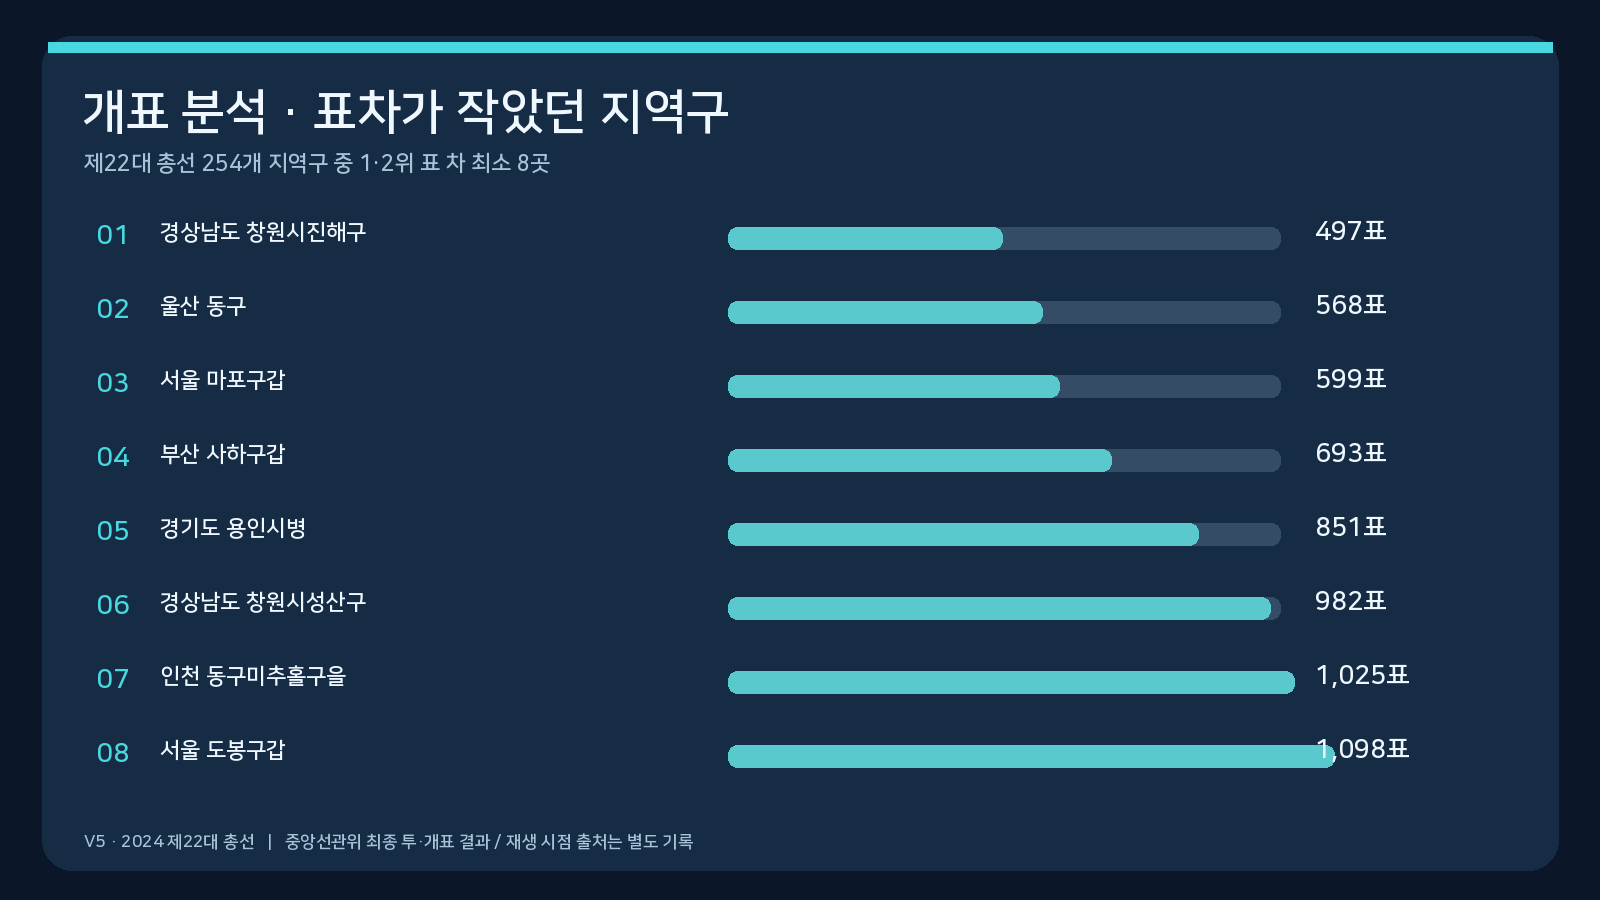 개표 분석 · 표차가 작았던 지역구
제22대 총선 254개 지역구 중 1·2위 표 차 최소 8곳
01 경상남도 창원시진해구 497표
02 울산 동구 568표
03 서울 마포구갑 599표
04 부산 사하구갑 693표
05 경기도 용인시병 851표
06 경상남도 창원시성산구 982표
07 인천 동구미추홀구을 1,025표
08 서울 도봉구갑 1,098표
V5 · 2024 제22대 총선 | 중앙선관위 최종 투·개표 결과 / 재생 시점 출처는 별도 기록